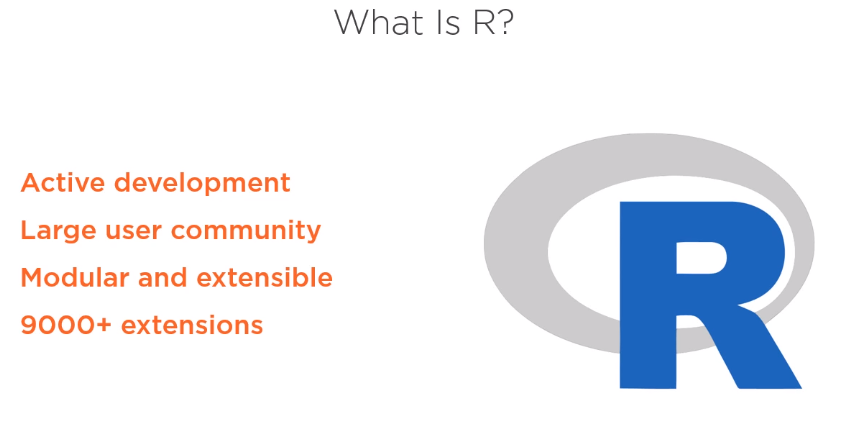 What Is R?
Active development
Large user community
Modular and extensible
9000+ extensions
R